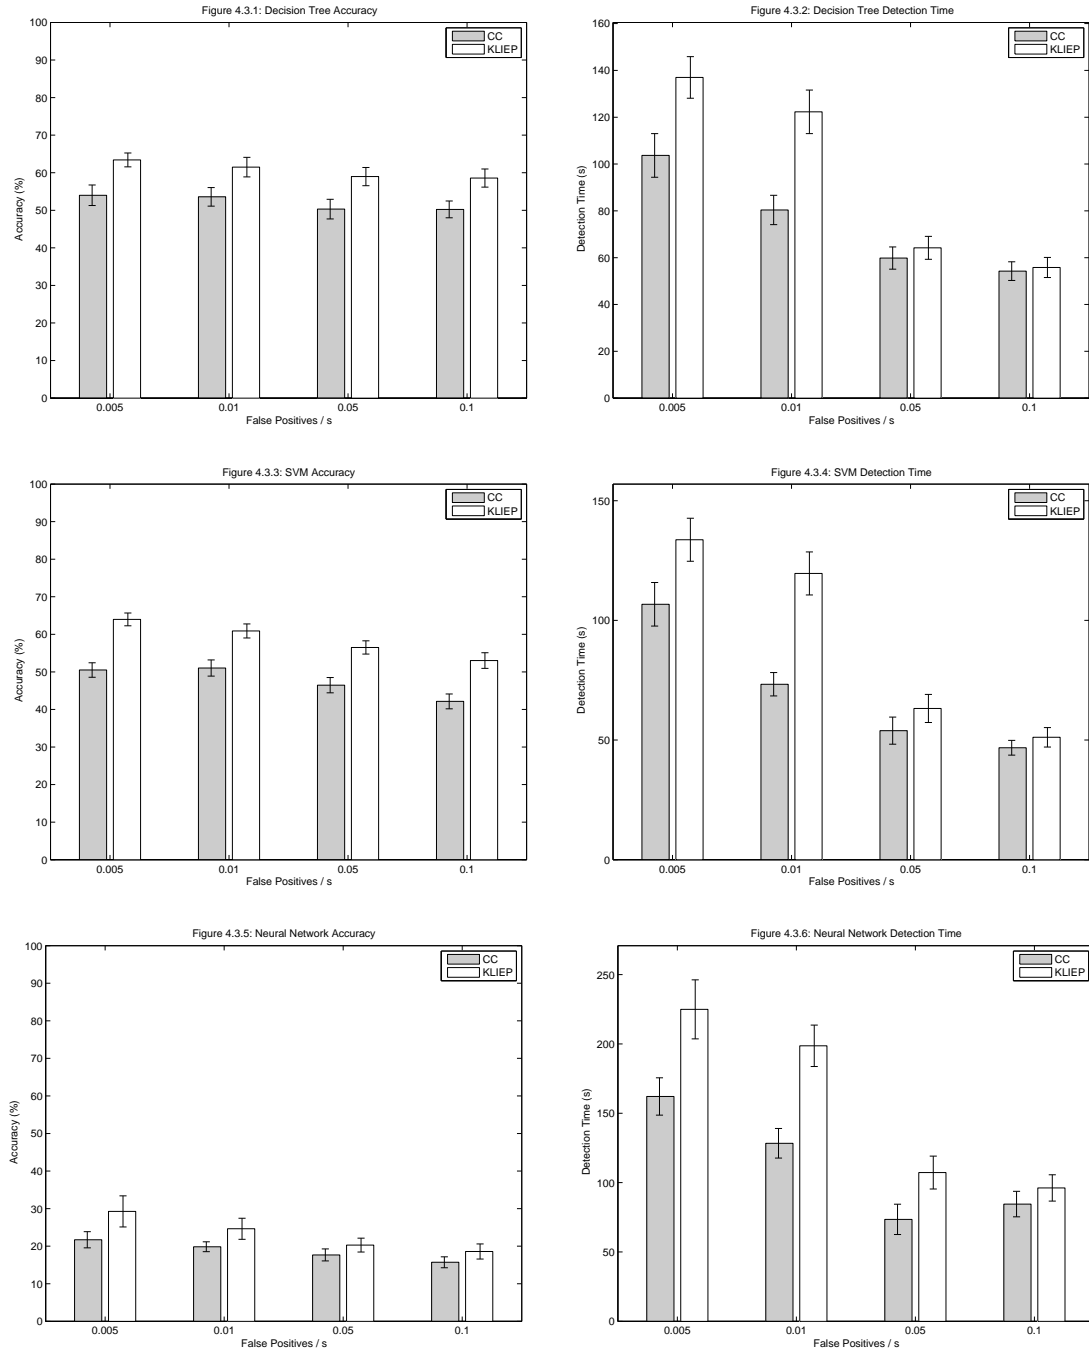 Figure 4.3.1: Decision Tree Accuracy
100
90
80
70
60
50
40
30
20
10
0
Accuracy (%)
CC
KLIEP
0.005
0.01
0.05
0.1
False Positives / s
Figure 4.3.2: Decision Tree Detection Time
160
140
120
100
80
60
40
20
0
Detection Time (s)
CC
KLIEP
0.005
0.01
0.05
0.1
False Positives / s
Figure 4.3.3: SVM Accuracy
100
90
80
70
60
50
40
30
20
10
0
Accuracy (%)
CC
KLIEP
0.005
0.01
0.05
0.1
False Positives / s
Figure 4.3.4: SVM Detection Time
150
100
50
0
Detection Time (s)
CC
KLIEP
0.005
0.01
0.05
0.1
False Positives / s
Figure 4.3.5: Neural Network Accuracy
100
90
80
70
60
50
40
30
20
10
0
Accuracy (%)
CC
KLIEP
0.005
0.01
0.05
0.1
False Positives / s
Figure 4.3.6: Neural Network Detection Time
250
200
150
100
50
0
Detection Time (s)
CC
KLIEP
0.005
0.01
0.05
0.1
False Positives / s